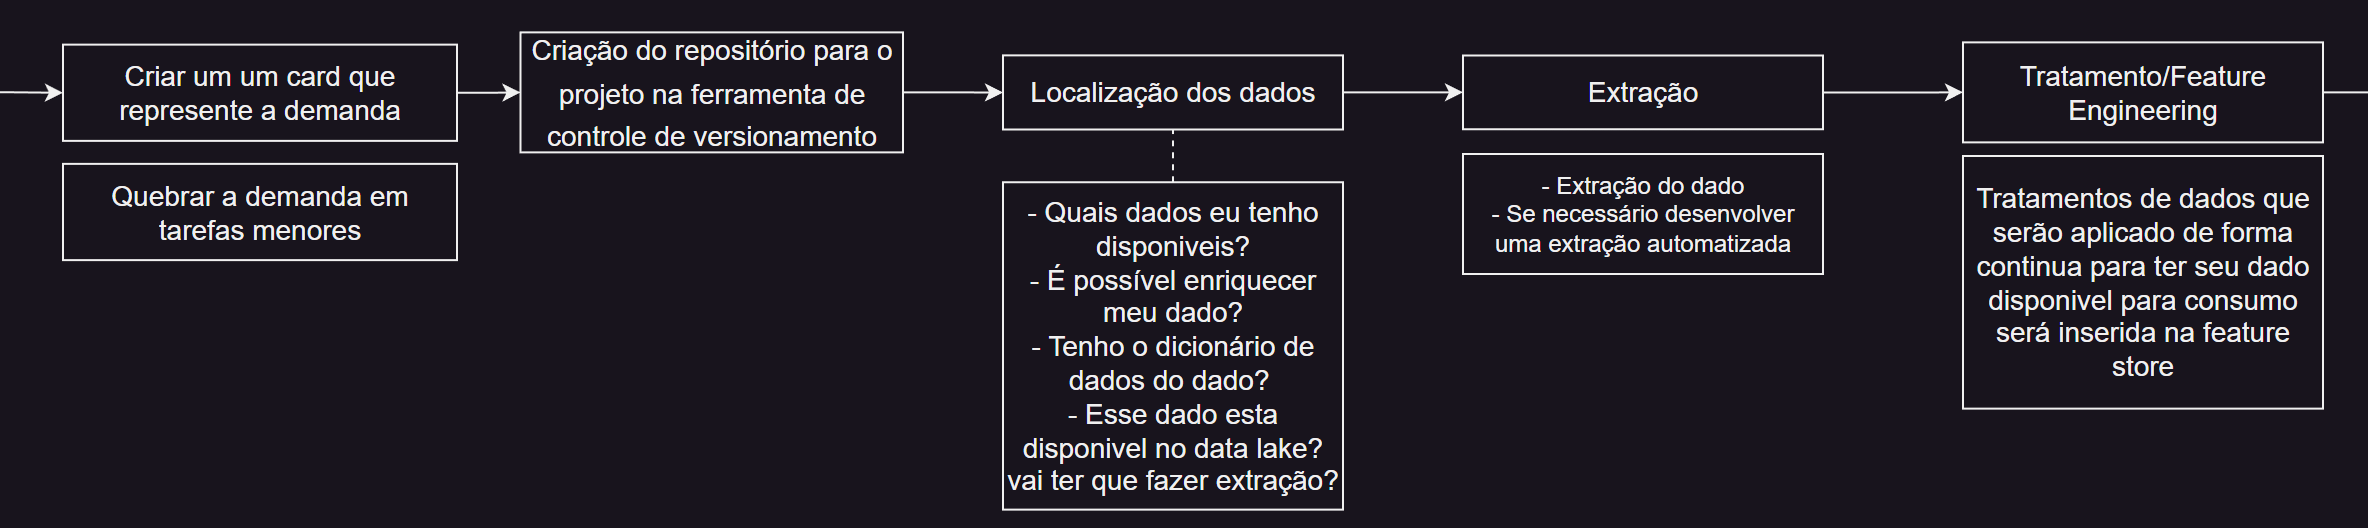 Criar um um card que
represente a demanda
Quebrar a demanda em
tarefas menores
Criação do repositório para o
projeto na ferramenta de
controle de versionamento
Localização dos dados
- Quais dados eu tenho
disponiveis?
- É possível enriquecer
meu dado?
- Tenho o dicionário de
dados do dado?
- Esse dado esta
disponivel no data lake?
vai ter que fazer extração?
Extração
- Extração do dado
- Se necessário desenvolver
uma extração automatizada
Tratamento/Feature
Engineering
Tratamentos de dados que
serão aplicado de forma
continua para ter seu dado
disponivel para consumo
será inserida na feature
store